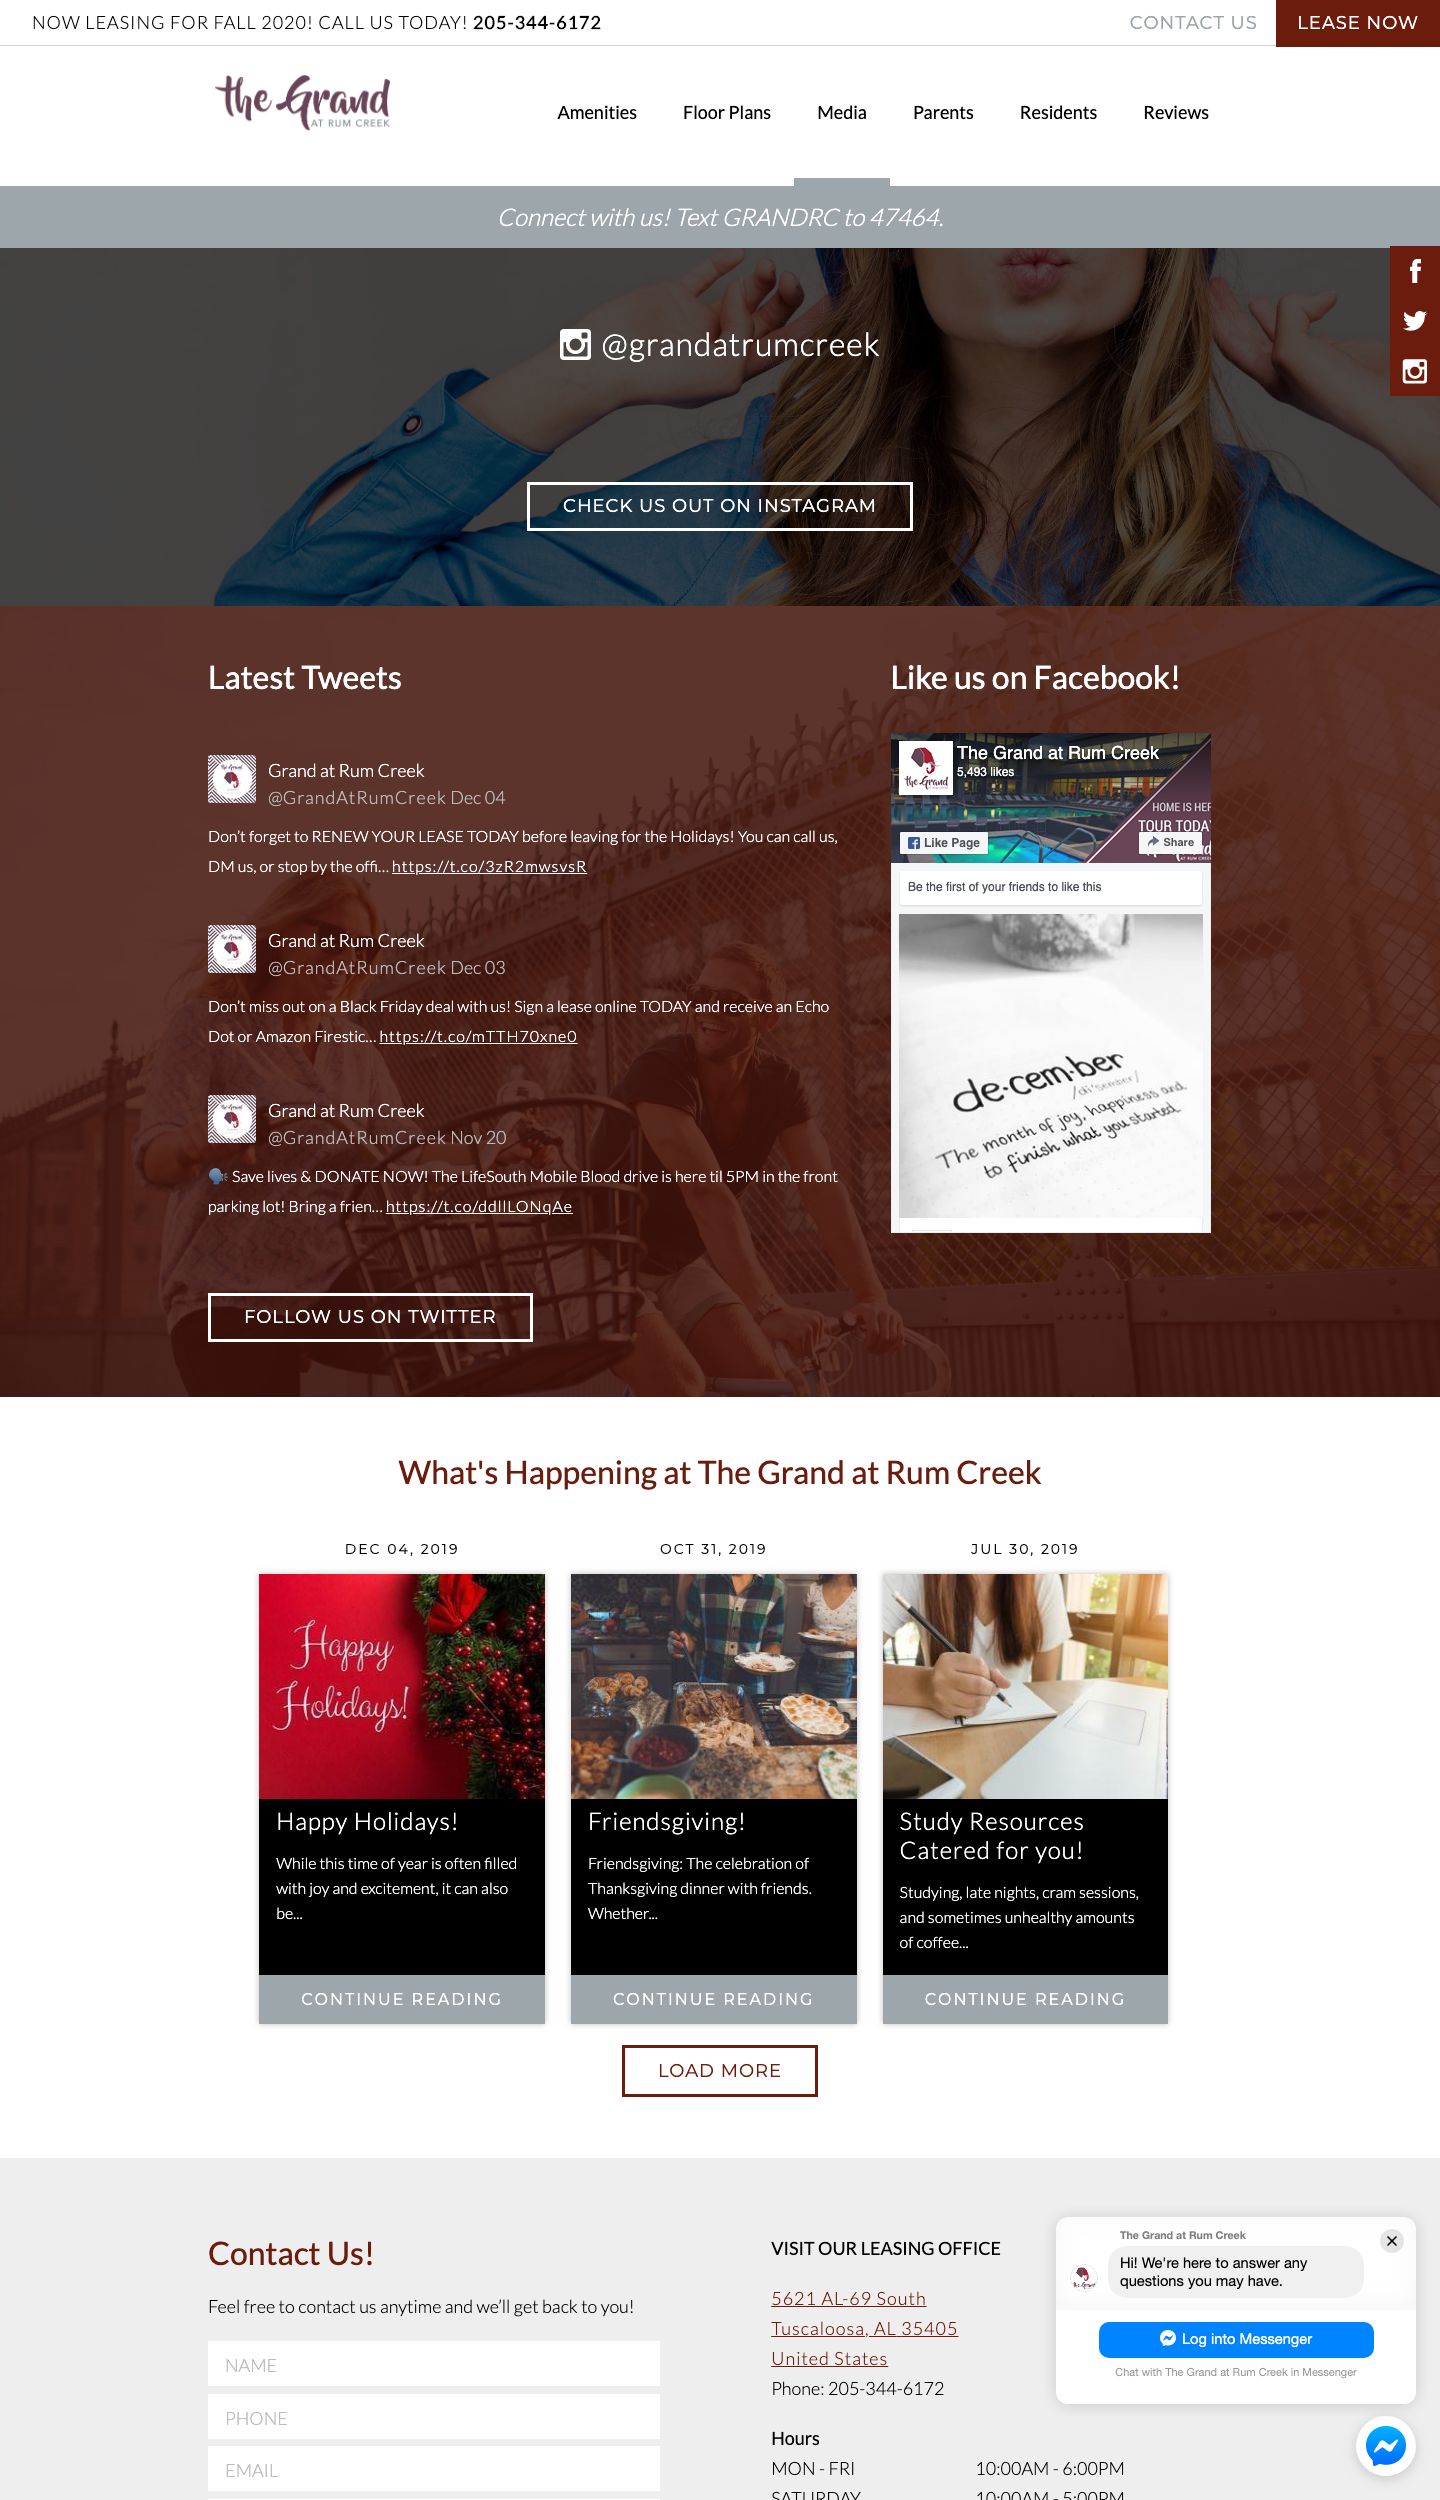 NOW LEASING FOR FALL 2020! CALL US TODAY! 205-344-6172
CONTACT US
LEASE NOW
the Grand
AT RUM CREEK
Amenities
Floor Plans
Media
Parents
Residents
Reviews
Connect with us! Text GRANDRC to 47464.
@grandatrumcreek
CHECK US OUT ON INSTAGRAM
Latest Tweets
Grand at Rum Creek
@GrandAtRumCreek Dec 04
Don’t forget to RENEW YOUR LEASE TODAY before leaving for the Holidays! You can call us,
DM us, or stop by the offi… https://t.co/3zR2mwsvsR
Grand at Rum Creek
@GrandAtRumCreek Dec 03
Don’t miss out on a Black Friday deal with us! Sign a lease online TODAY and receive an Echo
Dot or Amazon Firestic… https://t.co/mTTH70xne0
Grand at Rum Creek
@GrandAtRumCreek Nov 20
🗣 Save lives & DONATE NOW! The LifeSouth Mobile Blood drive is here til 5PM in the front
parking lot! Bring a frien… https://t.co/ddllLONqAe
FOLLOW US ON TWITTER
Like us on Facebook!
The Grand at Rum Creek
5,493 likes
the Grand
HOME IS HER
TOUR TODA
Like Page
Share
AT RUM CREEK
Be the first of your friends to like this
de·cem·ber
/di'sember/
The month of joy, happiness and
to finish what you started
What's Happening at The Grand at Rum Creek
DEC 04, 2019
Happy
Holidays!
Happy Holidays!
While this time of year is often filled
with joy and excitement, it can also
be...
CONTINUE READING
OCT 31, 2019
Friendsgiving!
Friendsgiving: The celebration of
Thanksgiving dinner with friends.
Whether...
CONTINUE READING
JUL 30, 2019
Study Resources
Catered for you!
Studying, late nights, cram sessions,
and sometimes unhealthy amounts
of coffee...
CONTINUE READING
LOAD MORE
Contact Us!
Feel free to contact us anytime and we’ll get back to you!
NAME
PHONE
EMAIL
VISIT OUR LEASING OFFICE
5621 AL-69 South
Tuscaloosa, AL 35405
United States
Phone: 205-344-6172
Hours
MON - FRI 10:00AM - 6:00PM
SATURDAY 10:00AM - 5:00PM
The Grand at Rum Creek
Hi! We're here to answer any
questions you may have.
Log into Messenger
Chat with The Grand at Rum Creek in Messenger